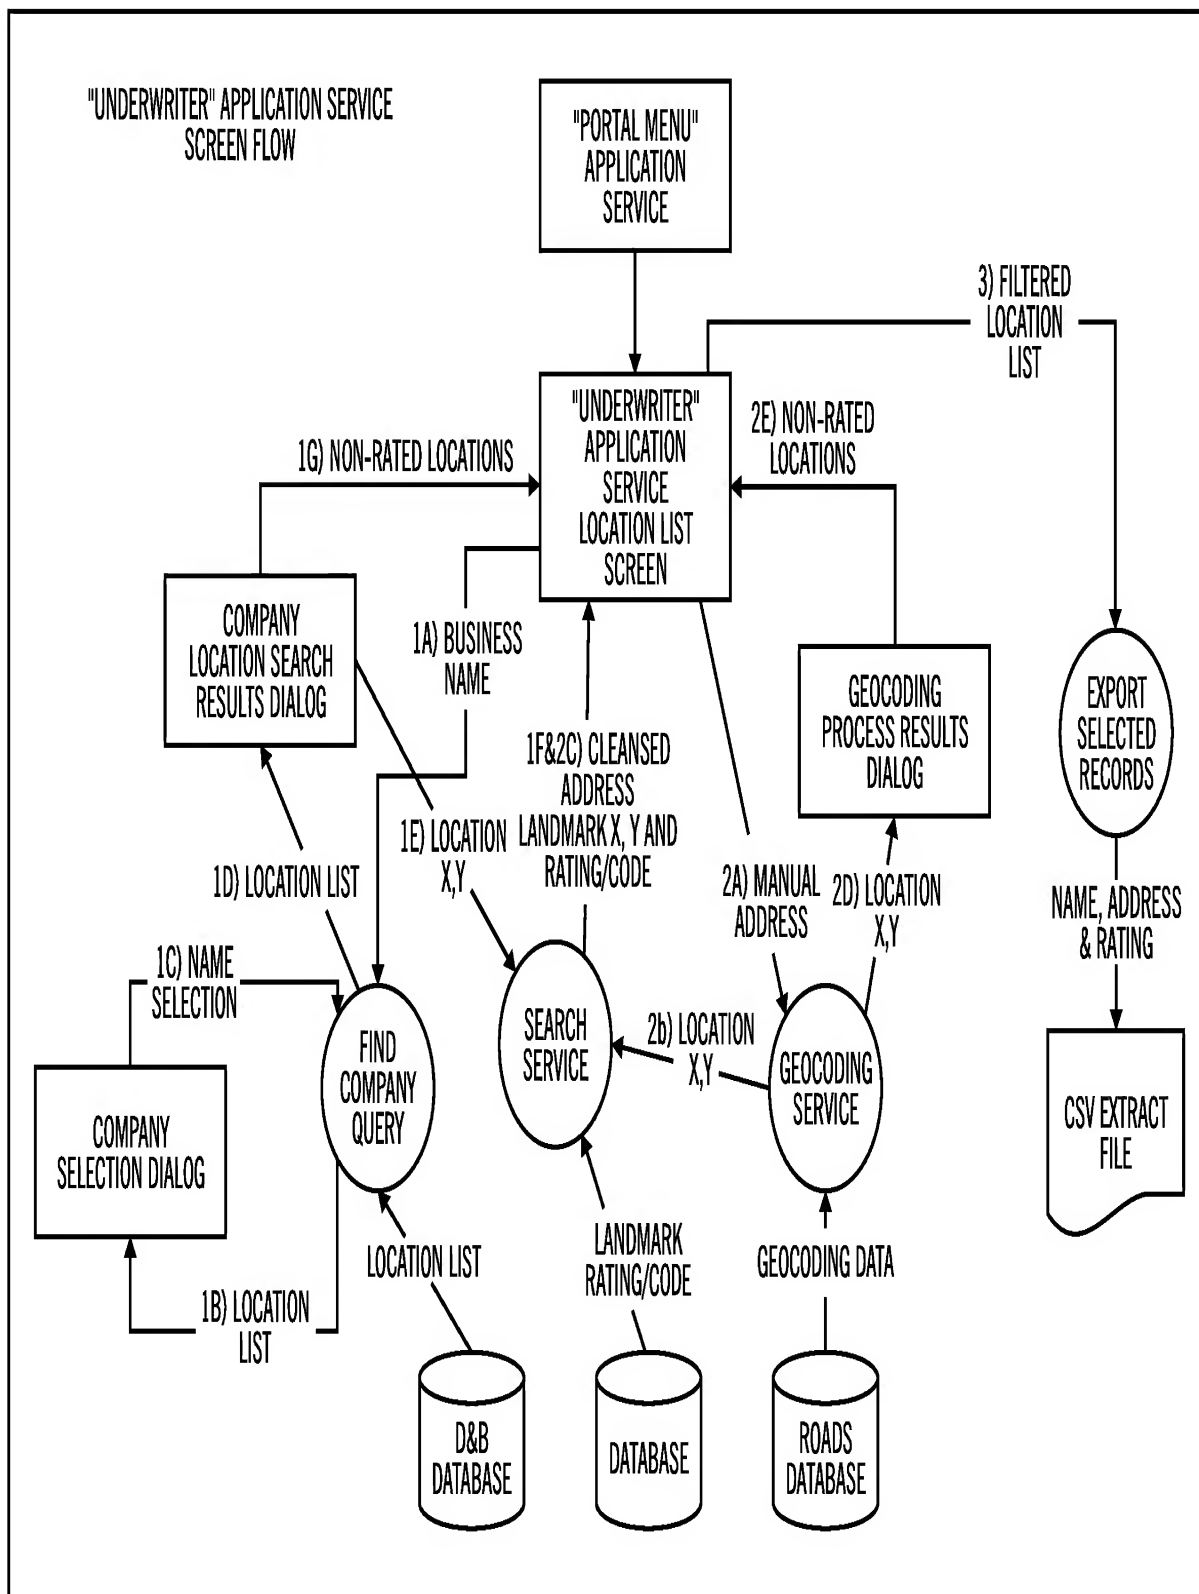 "UNDERWRITER" APPLICATION SERVICE
SCREEN FLOW
"PORTAL MENU"
APPLICATION
SERVICE
3) FILTERED
LOCATION
LIST
"UNDERWRITER"
APPLICATION
SERVICE
LOCATION LIST
SCREEN
2E) NON-RATED
LOCATIONS
1G) NON-RATED LOCATIONS
COMPANY
LOCATION SEARCH
RESULTS DIALOG
1A) BUSINESS
NAME
GEOCODING
PROCESS RESULTS
DIALOG
EXPORT
SELECTED
RECORDS
1F&2C) CLEANSED
ADDRESS
LANDMARK X, Y AND
RATING/CODE
1E) LOCATION
X,Y
1D) LOCATION LIST
2A) MANUAL
ADDRESS
2D) LOCATION
X,Y
NAME, ADDRESS
& RATING
1C) NAME
SELECTION
FIND
COMPANY
QUERY
SEARCH
SERVICE
2b) LOCATION
X,Y
GEOCODING
SERVICE
COMPANY
SELECTION DIALOG
CSV EXTRACT
FILE
1B) LOCATION
LIST
LOCATION LIST
LANDMARK
RATING/CODE
GEOCODING DATA
D&B
DATABASE
DATABASE
ROADS
DATABASE